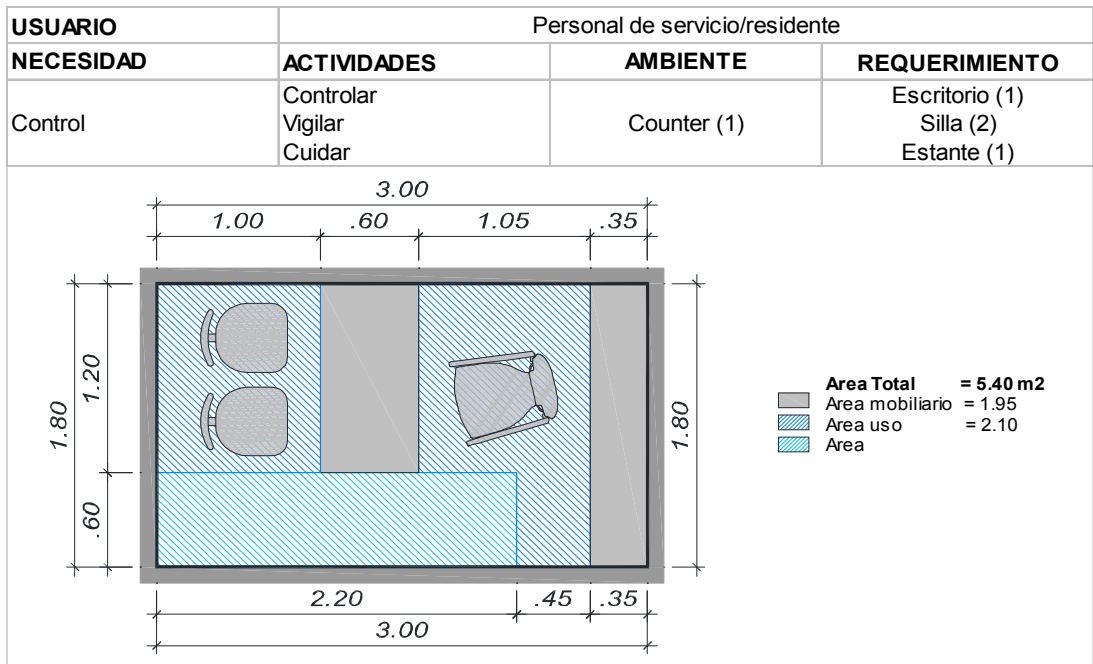 USUARIO Personal de servicio/residente
NECESIDAD ACTIVIDADES AMBIENTE REQUERIMIENTO
Control
Controlar
Vigilar
Cuidar
Counter (1)
Escritorio (1)
Silla (2)
Estante (1)
3.00
1.00 .60 1.05 .35
1.80
1.20
.60
1.80
Area Total = 5.40 m2
Area mobiliario = 1.95
Area uso = 2.10
Area
2.20 .45 .35
3.00